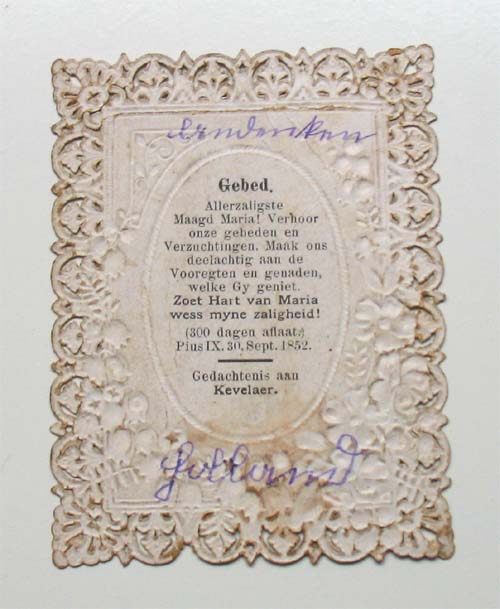 Andenken
Gebed.
Allerzaligste
Maagd Maria! Verhoor
onze gebeden en
Verzuchtingen. Maak ons
deelachtig aan de
Vooregten en genaden,
welke Gy geniet.
Zoet Hart van Maria
wess myne zaligheid!
(300 dagen aflaat.)
Pius IX. 30. Sept. 1852.
Gedachtenis aan
Kevelaer.
Holland